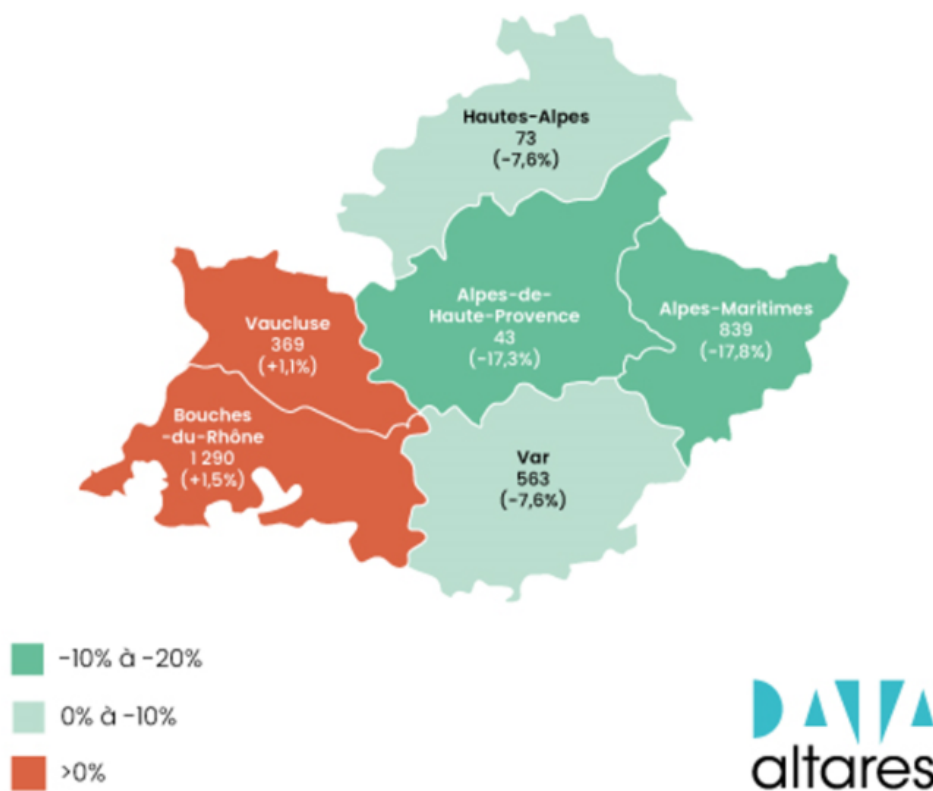 Hautes-Alpes
73
(-7,6%)
Alpes-de-
Haute-Provence
43
(-17,3%)
Alpes-Maritimes
839
(-17,8%)
Vaucluse
369
(+1,1%)
Bouches
-du-Rhône
1 290
(+1,5%)
Var
563
(-7,6%)
-10% à -20%
0% à -10%
>0%
DATA
altares